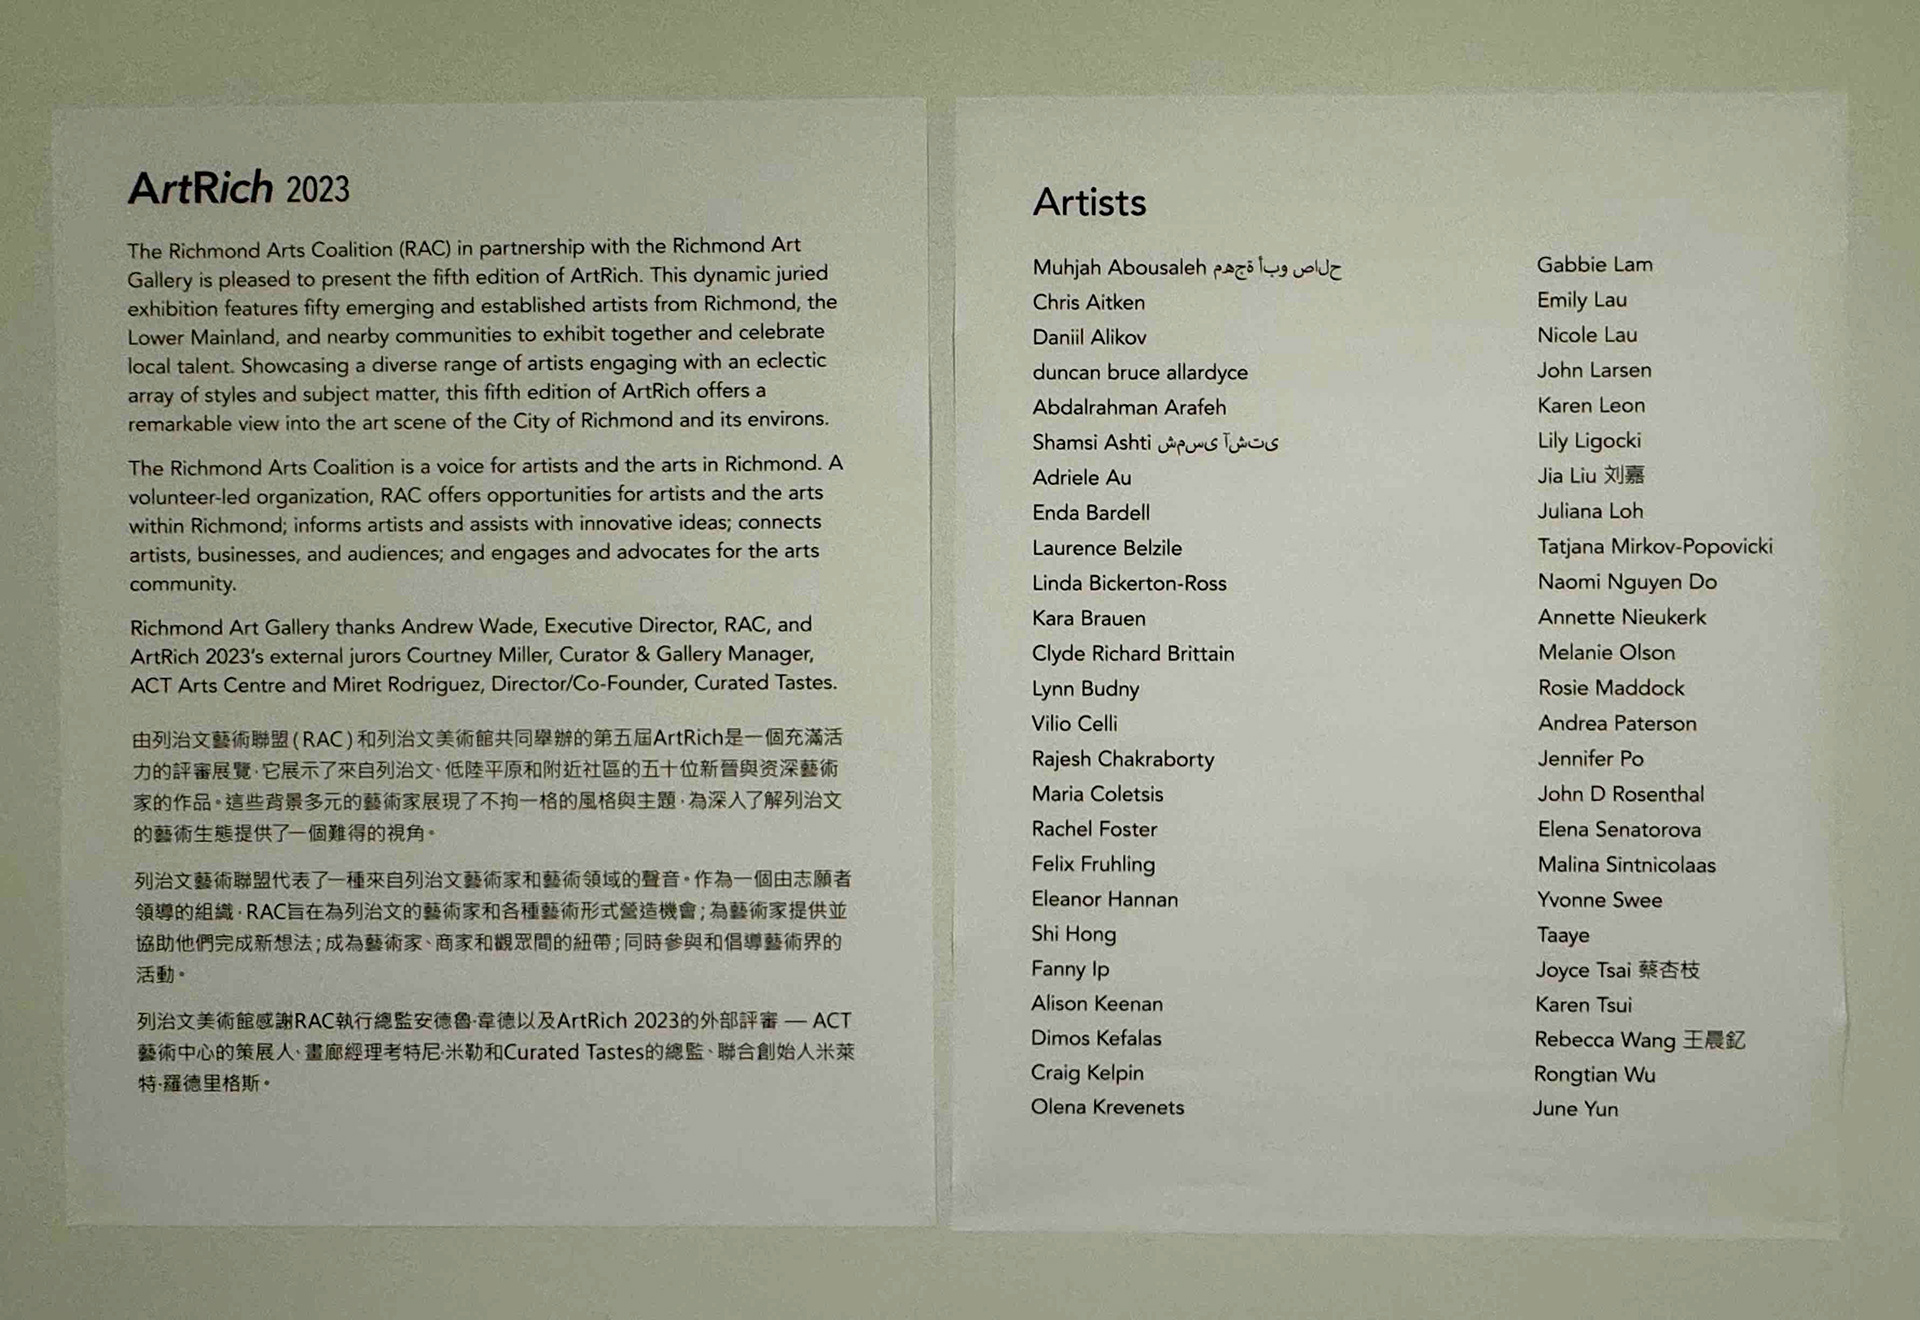 ArtRich 2023
The Richmond Arts Coalition (RAC) in partnership with the Richmond Art
Gallery is pleased to present the fifth edition of ArtRich. This dynamic juried
exhibition features fifty emerging and established artists from Richmond, the
Lower Mainland, and nearby communities to exhibit together and celebrate
local talent. Showcasing a diverse range of artists engaging with an eclectic
array of styles and subject matter, this fifth edition of ArtRich offers a
remarkable view into the art scene of the City of Richmond and its environs.
The Richmond Arts Coalition is a voice for artists and the arts in Richmond. A
volunteer-led organization, RAC offers opportunities for artists and the arts
within Richmond; informs artists and assists with innovative ideas; connects
artists, businesses, and audiences; and engages and advocates for the arts
community.
Richmond Art Gallery thanks Andrew Wade, Executive Director, RAC, and
ArtRich 2023's external jurors Courtney Miller, Curator & Gallery Manager,
ACT Arts Centre and Miret Rodriguez, Director/Co-Founder, Curated Tastes.
由列治文藝術聯盟(RAC)和列治文美術館共同舉辦的第五屆ArtRich是一個充滿活
力的評審展覽,它展示了來自列治文、低陸平原和附近社區的五十位新晉與资深藝術
家的作品。這些背景多元的藝術家展現了不拘一格的風格與主題,為深入了解列治文
的藝術生態提供了一個難得的視角。
列治文藝術聯盟代表了一種來自列治文藝術家和藝術領域的聲音。作為一個由志願者
領導的組織,RAC旨在為列治文的藝術家和各種藝術形式營造機會;為藝術家提供並
協助他們完成新想法;成為藝術家、商家和觀眾間的紐帶;同時參與和倡導藝術界的
活動。
列治文美術館感謝RAC執行總監安德魯·韋德以及ArtRich 2023的外部評審 — ACT
藝術中心的策展人、畫廊經理考特尼·米勒和Curated Tastes的總監、聯合創始人米萊
特·羅德里格斯。
Artists
Muhjah Abousaleh مهجة أبو صالح
Chris Aitken
Daniil Alikov
duncan bruce allardyce
Abdalrahman Arafeh
Shamsi Ashti شمسی آشتی
Adriele Au
Enda Bardell
Laurence Belzile
Linda Bickerton-Ross
Kara Brauen
Clyde Richard Brittain
Lynn Budny
Vilio Celli
Rajesh Chakraborty
Maria Coletsis
Rachel Foster
Felix Fruhling
Eleanor Hannan
Shi Hong
Fanny Ip
Alison Keenan
Dimos Kefalas
Craig Kelpin
Olena Krevenets
Gabbie Lam
Emily Lau
Nicole Lau
John Larsen
Karen Leon
Lily Ligocki
Jia Liu 刘嘉
Juliana Loh
Tatjana Mirkov-Popovicki
Naomi Nguyen Do
Annette Nieukerk
Melanie Olson
Rosie Maddock
Andrea Paterson
Jennifer Po
John D Rosenthal
Elena Senatorova
Malina Sintnicolaas
Yvonne Swee
Taaye
Joyce Tsai 蔡杏枝
Karen Tsui
Rebecca Wang 王晨釔
Rongtian Wu
June Yun